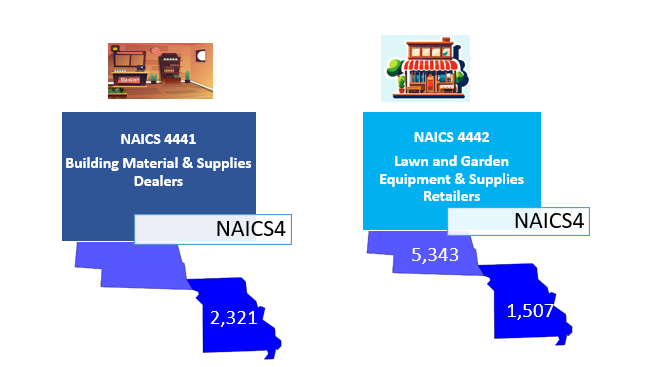 NAICS 4441
Building Material & Supplies
Dealers
NAICS4
2,321
NAICS 4442
Lawn and Garden
Equipment & Supplies
Retailers
NAICS4
5,343
1,507